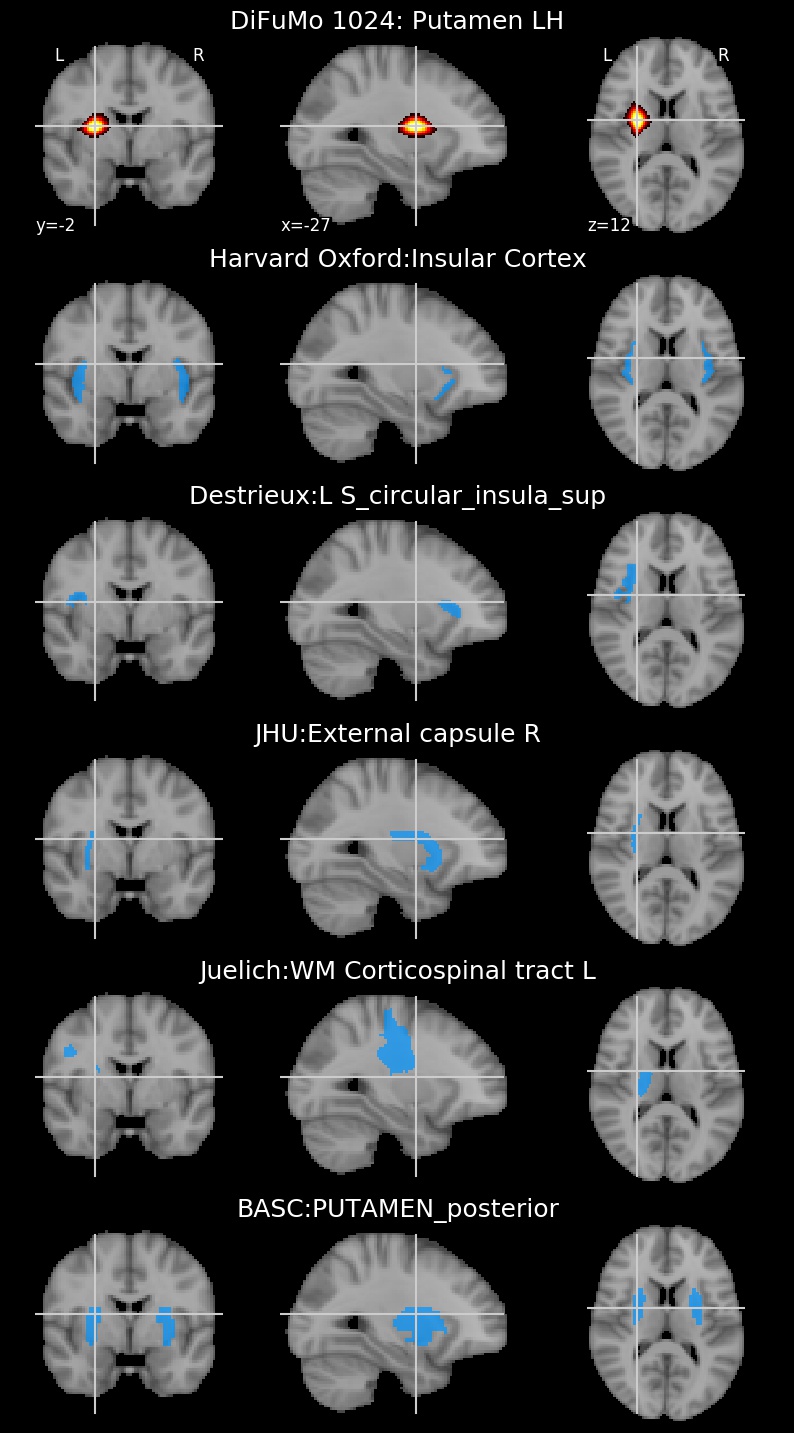 DiFuMo 1024: Putamen LH
L R L R
y=-2 x=-27 z=12
Harvard Oxford:Insular Cortex
Destrieux:L S_circular_insula_sup
JHU:External capsule R
Juelich:WM Corticospinal tract L
BASC:PUTAMEN_posterior